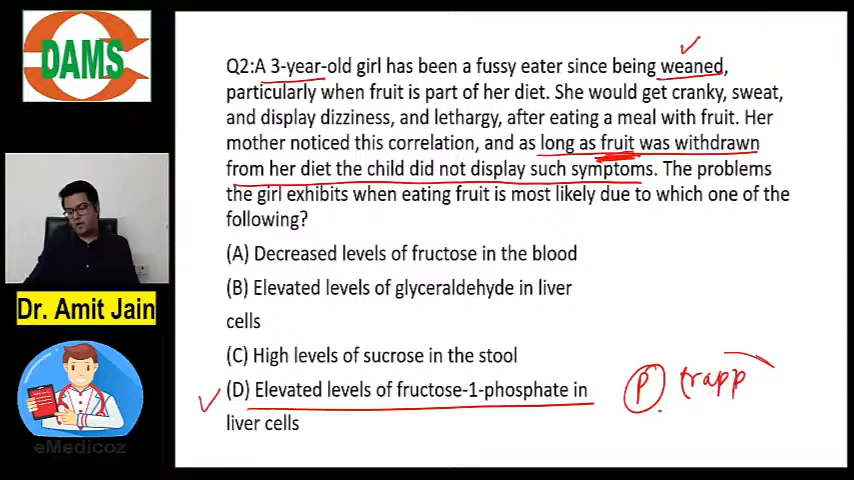 DAMS
Q2:A 3-year-old girl has been a fussy eater since being weaned,
particularly when fruit is part of her diet. She would get cranky, sweat,
and display dizziness, and lethargy, after eating a meal with fruit. Her
mother noticed this correlation, and as long as fruit was withdrawn
from her diet the child did not display such symptoms. The problems
the girl exhibits when eating fruit is most likely due to which one of the
following?
(A) Decreased levels of fructose in the blood
(B) Elevated levels of glyceraldehyde in liver
cells
(C) High levels of sucrose in the stool
(D) Elevated levels of fructose-1-phosphate in
liver cells
P trapp
Dr. Amit Jain
eMedicoz